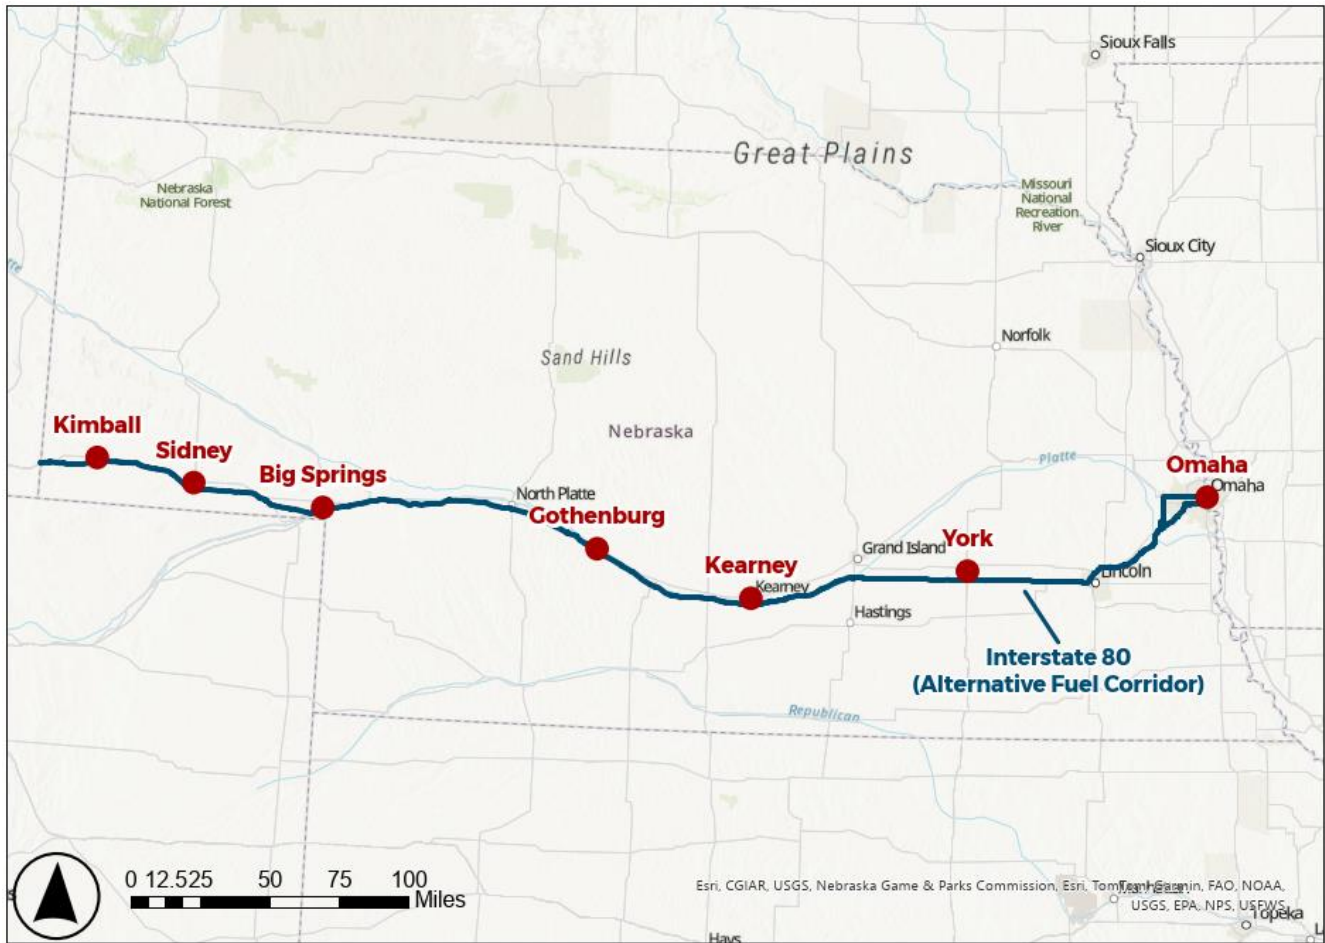 Sioux Falls
Great Plains
Nebraska
National Forest
Missouri
National
Recreation
River
Sioux City
Norfolk
Sand Hills
Kimball
Nebraska
Sidney
Platte
Omaha
Big Springs
Omaha
North Platte
Gothenburg
Grand Island
York
Kearney
Lincoln
Kearney
Hastings
Interstate 80
(Alternative Fuel Corridor)
Republican
0 12.525 50 75 100
Miles
Esri, CGIAR, USGS, Nebraska Game & Parks Commission, Esri, TomTom, Garmin, FAO, NOAA,
USGS, EPA, NPS, USFWS
Topeka
Hays